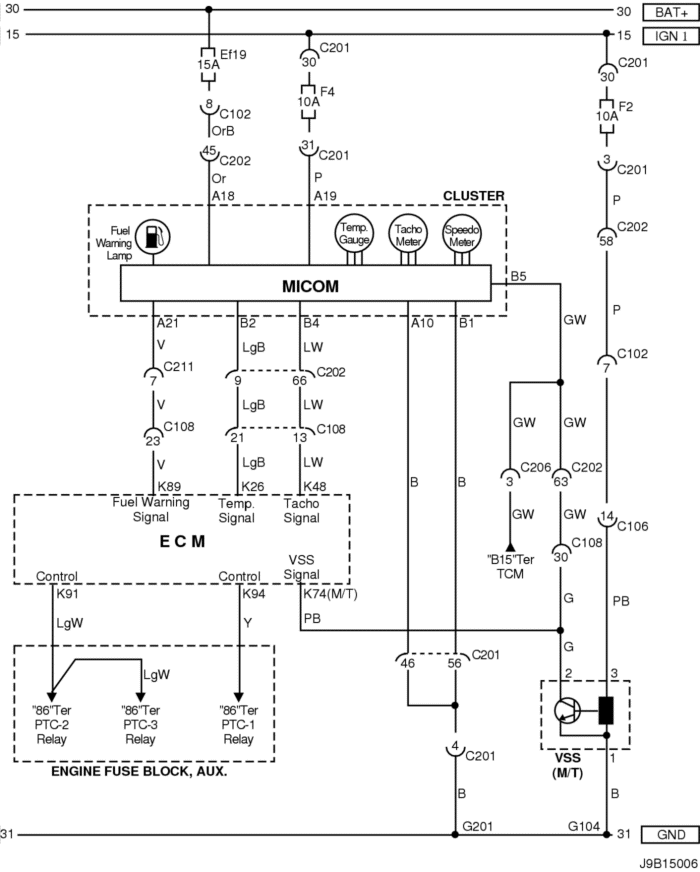 30
30
BAT+
15
15
IGN 1
Ef19
15A
C201
30
C201
30
F4
10A
F2
10A
8
C102
OrB
45
C202
31
C201
3
C201
Or
P
P
A18
A19
CLUSTER
C202
58
Fuel
Warning
Lamp
Temp.
Gauge
Tacho
Meter
Speedo
Meter
MICOM
B5
A21
B2
B4
A10
B1
GW
P
V
LgB
LW
C211
7
9
66
C202
C102
7
V
LgB
LW
GW
GW
C108
23
21
13
C108
V
LgB
LW
B
B
C206
3
C202
63
K89
K26
K48
Fuel Warning
Signal
Temp.
Signal
Tacho
Signal
GW
GW
14
C106
E C M
C108
30
"B15"Ter
TCM
VSS
Signal
Control
Control
K91
K94
K74(M/T)
G
PB
LgW
Y
PB
G
LgW
46
56
C201
2
3
"86"Ter
PTC-2
Relay
"86"Ter
PTC-3
Relay
"86"Ter
PTC-1
Relay
ENGINE FUSE BLOCK, AUX.
4
C201
VSS
(M/T)
1
B
B
31
G201
G104
31
GND
J9B15006